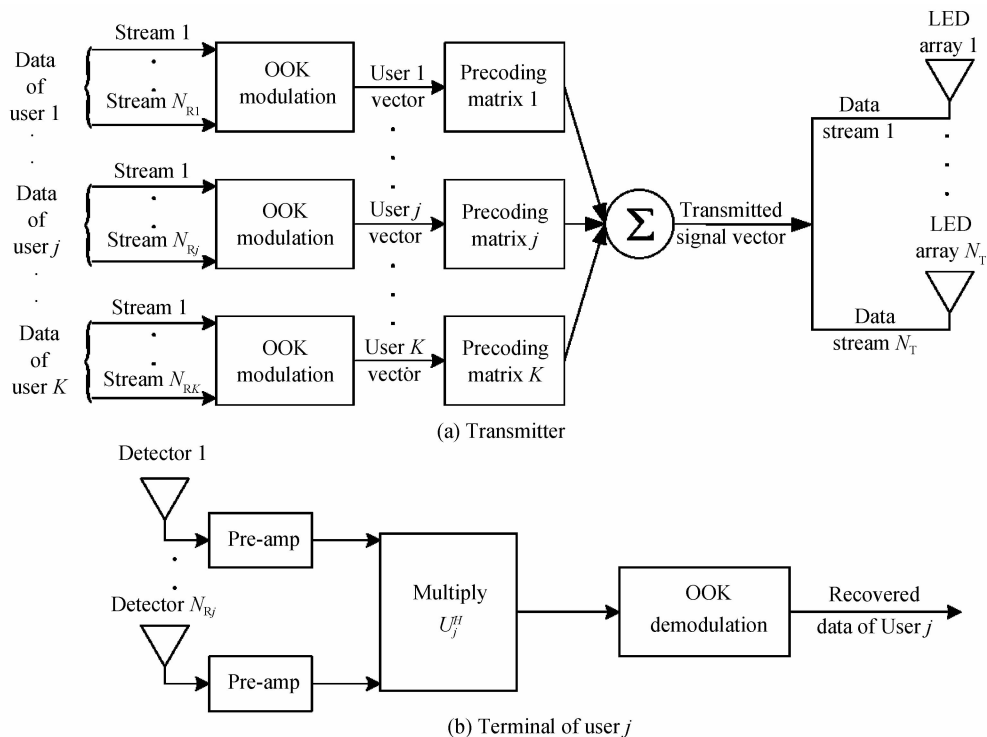 Data
of
user 1
Stream 1
Stream N_R1
OOK
modulation
User 1
vector
Precoding
matrix 1
Data
of
user j
Stream 1
Stream N_Rj
OOK
modulation
User j
vector
Precoding
matrix j
Data
of
user K
Stream 1
Stream N_RK
OOK
modulation
User K
vector
Precoding
matrix K
Σ
Transmitted
signal vector
Data
stream 1
LED
array 1
LED
array N_T
Data
stream N_T
(a) Transmitter
Detector 1
Pre-amp
Detector N_Rj
Pre-amp
Multiply
U_j^H
OOK
demodulation
Recovered
data of User j
(b) Terminal of user j